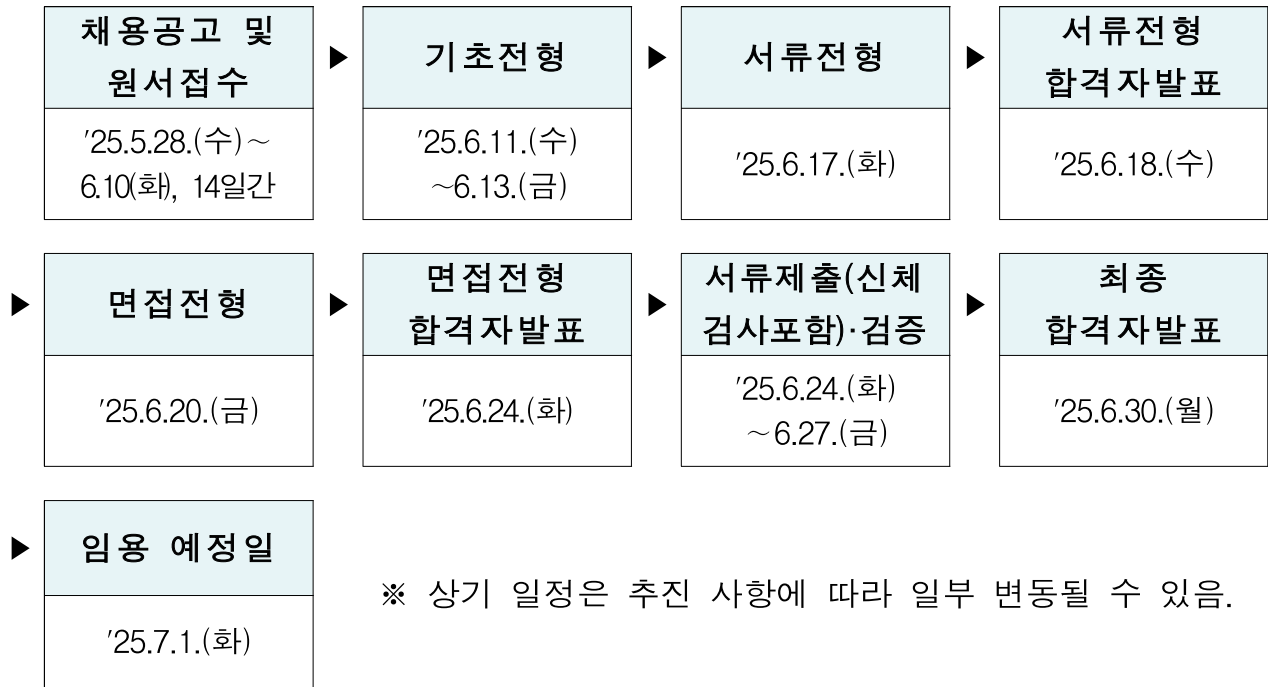 채용공고 및
원서접수
▶
기초전형
▶
서류전형
▶
서류전형
합격자발표
'25.5.28.(수)~
6.10(화), 14일간
'25.6.11.(수)
~6.13.(금)
'25.6.17.(화)
'25.6.18.(수)
▶
면접전형
▶
면접전형
합격자발표
▶
서류제출(신체
검사포함)·검증
▶
최종
합격자발표
'25.6.20.(금)
'25.6.24.(화)
'25.6.24.(화)
~6.27.(금)
'25.6.30.(월)
▶
임용 예정일
'25.7.1.(화)
※ 상기 일정은 추진 사항에 따라 일부 변동될 수 있음.